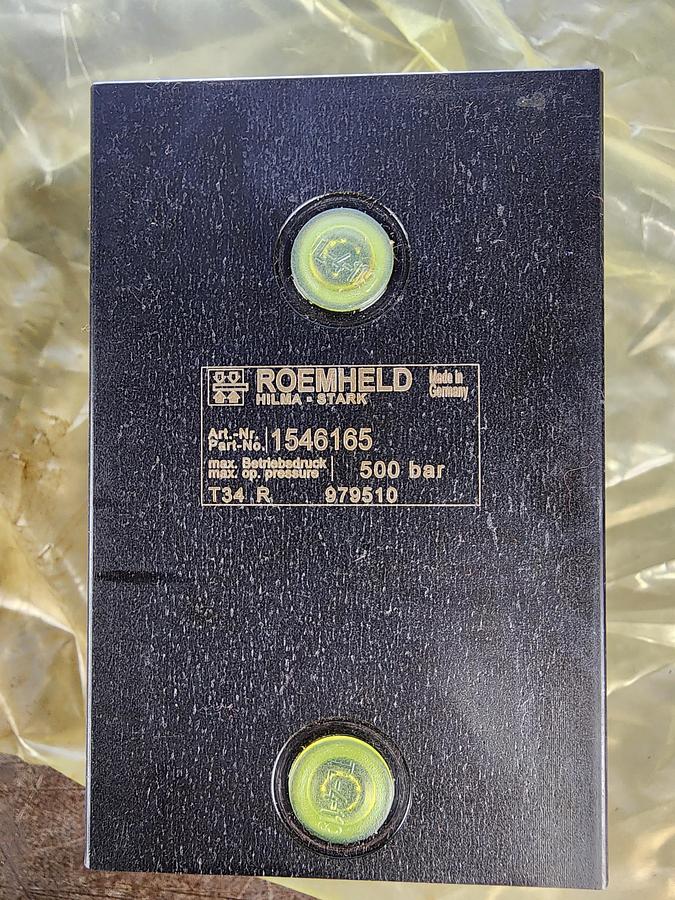 ROEMHELD
HILMA - STARK
Made in
Germany
Art.-Nr.
Part-No. 1546165
max. Betriebsdruck
max. op. pressure 500 bar
T34 R 979510